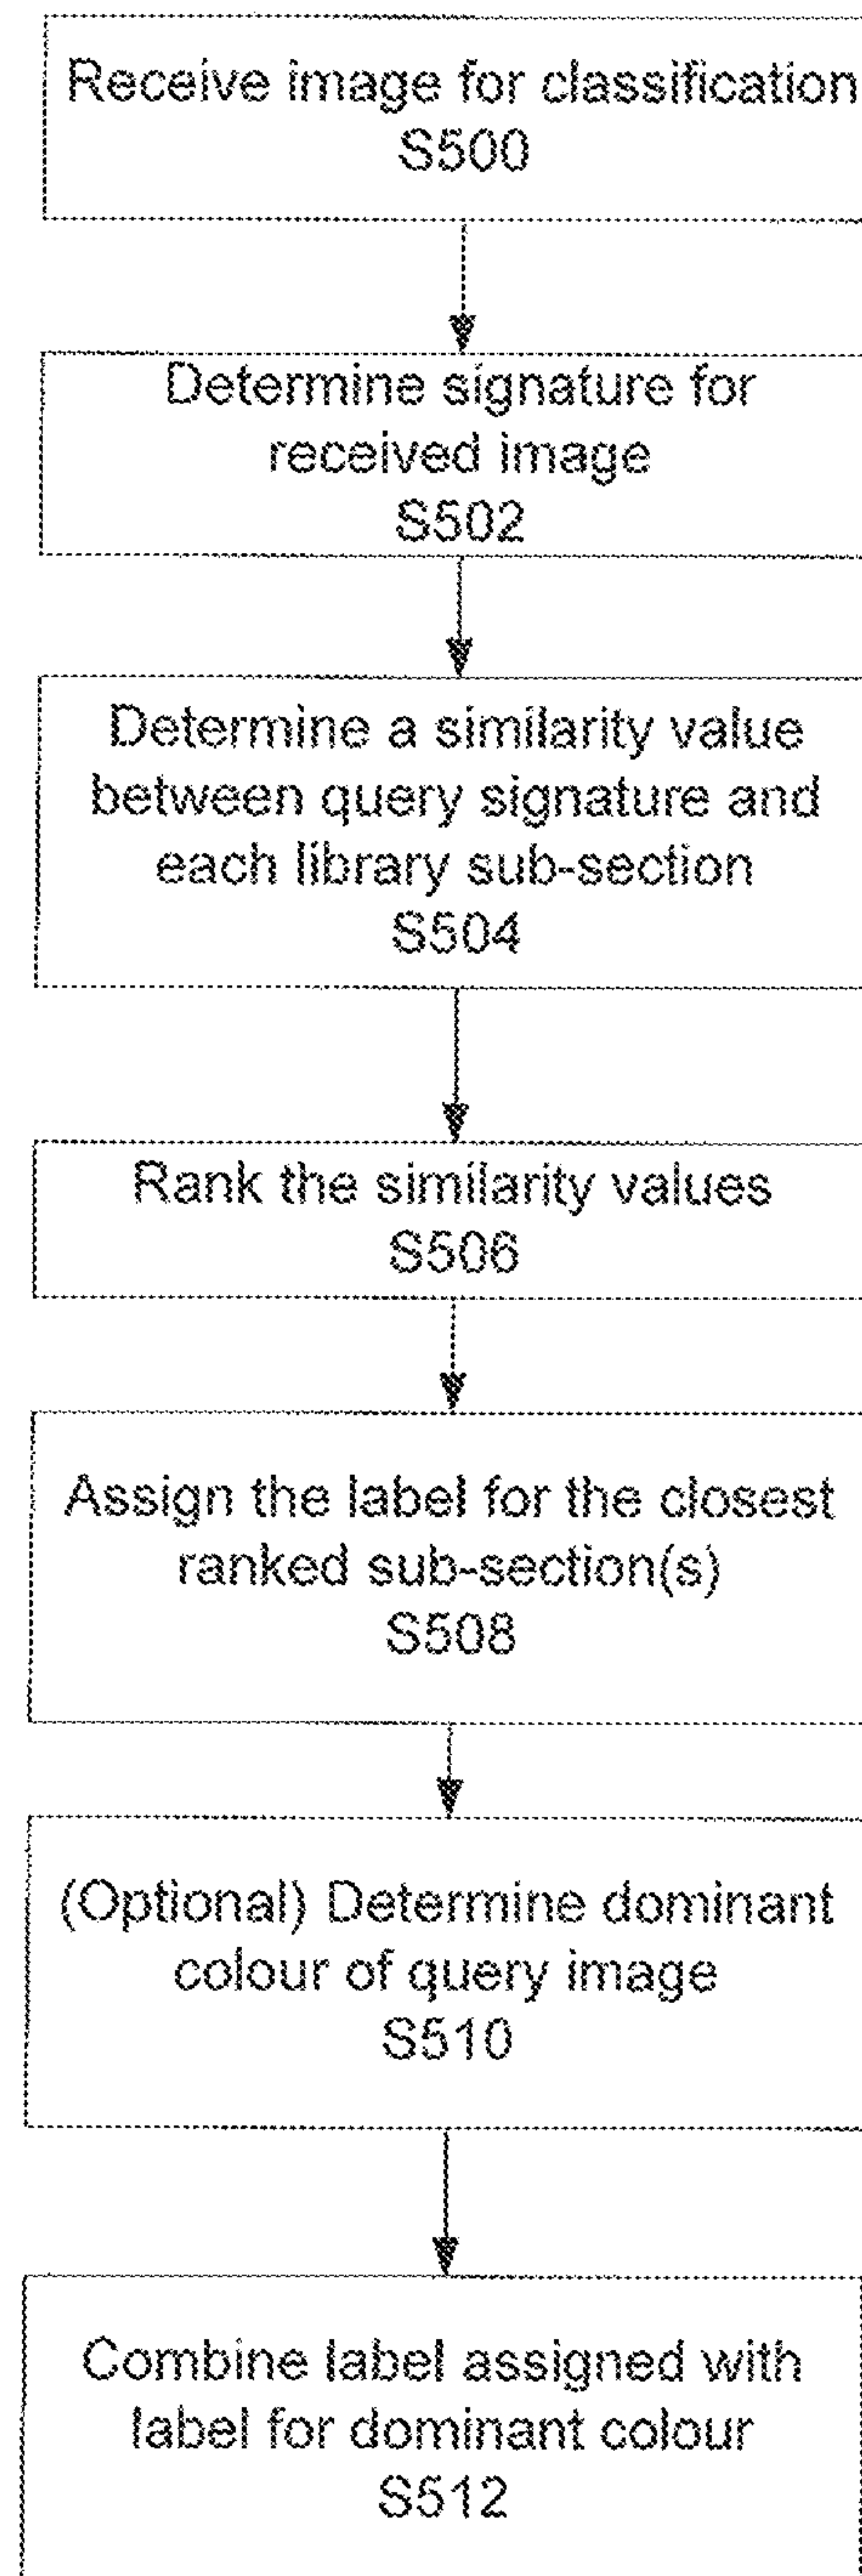 Receive image for classification
S500
Determine signature for
received image
S502
Determine a similarity value
between query signature and
each library sub-section
S504
Rank the similarity values
S506
Assign the label for the closest
ranked sub-section(s)
S508
(Optional) Determine dominant
colour of query image
S510
Combine label assigned with
label for dominant colour
S512